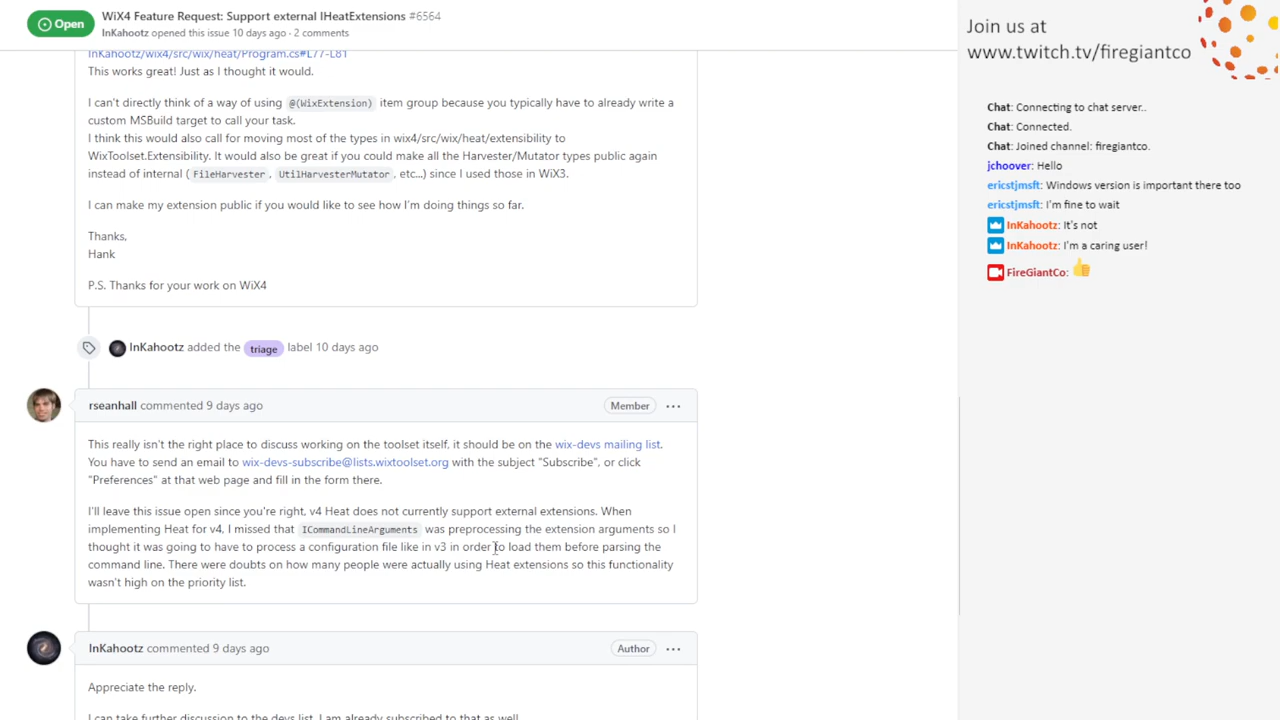 Open
WiX4 Feature Request: Support external IHeatExtensions #6564
InKahootz opened this issue 10 days ago · 2 comments
InKahootz/wix4/src/wix/heat/Program.cs#L77-L81
This works great! Just as I thought it would.
I can't directly think of a way of using @(WixExtension) item group because you typically have to already write a
custom MSBuild target to call your task.
I think this would also call for moving most of the types in wix4/src/wix/heat/extensibility to
WixToolset.Extensibility. It would also be great if you could make all the Harvester/Mutator types public again
instead of internal ( FileHarvester , UtilHarvesterMutator , etc...) since I used those in WiX3.
I can make my extension public if you would like to see how I'm doing things so far.
Thanks,
Hank
P.S. Thanks for your work on WiX4
InKahootz added the triage label 10 days ago
rseanhall commented 9 days ago
Member
This really isn't the right place to discuss working on the toolset itself, it should be on the wix-devs mailing list.
You have to send an email to wix-devs-subscribe@lists.wixtoolset.org with the subject "Subscribe", or click
"Preferences" at that web page and fill in the form there.
I'll leave this issue open since you're right, v4 Heat does not currently support external extensions. When
implementing Heat for v4, I missed that ICommandLineArguments was preprocessing the extension arguments so I
thought it was going to have to process a configuration file like in v3 in order to load them before parsing the
command line. There were doubts on how many people were actually using Heat extensions so this functionality
wasn't high on the priority list.
InKahootz commented 9 days ago
Author
Appreciate the reply.
I can take further discussion to the devs list. I am already subscribed to that as well.
Join us at
www.twitch.tv/firegiantco
Chat: Connecting to chat server..
Chat: Connected.
Chat: Joined channel: firegiantco.
jchoover: Hello
ericstjmsft: Windows version is important there too
ericstjmsft: I'm fine to wait
InKahootz: It's not
InKahootz: I'm a caring user!
FireGiantCo: 👍